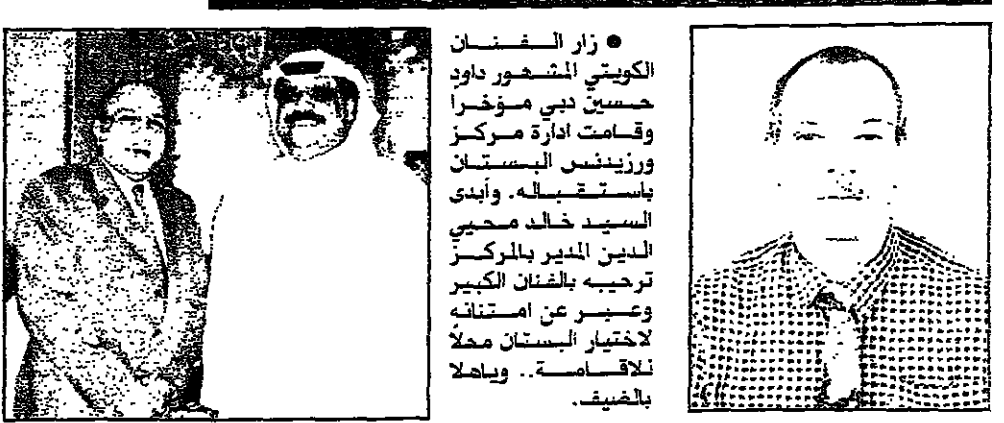 ● زار الفنان
الكويتي المشهور داود
حسين دبي مؤخرا
وقامت ادارة مركز
ورزيدنس البستان
باستقباله. وأبدى
السيد خالد محيي
الدين المدير بالمركز
ترحيبه بالفنان الكبير
وعبر عن امتنانه
لاختيار البستان محلاً
للاقامة.. وياهلا
بالضيف.